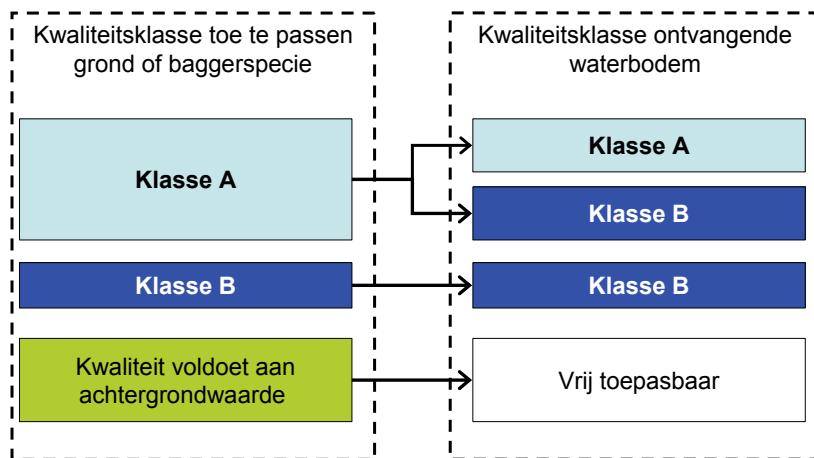 Kwaliteitsklasse toe te passen
grond of baggerspecie
Kwaliteitsklasse ontvangende
waterbodem
Klasse A
Klasse A
Klasse B
Klasse B
Klasse B
Kwaliteit voldoet aan
achtergrondwaarde
Vrij toepasbaar